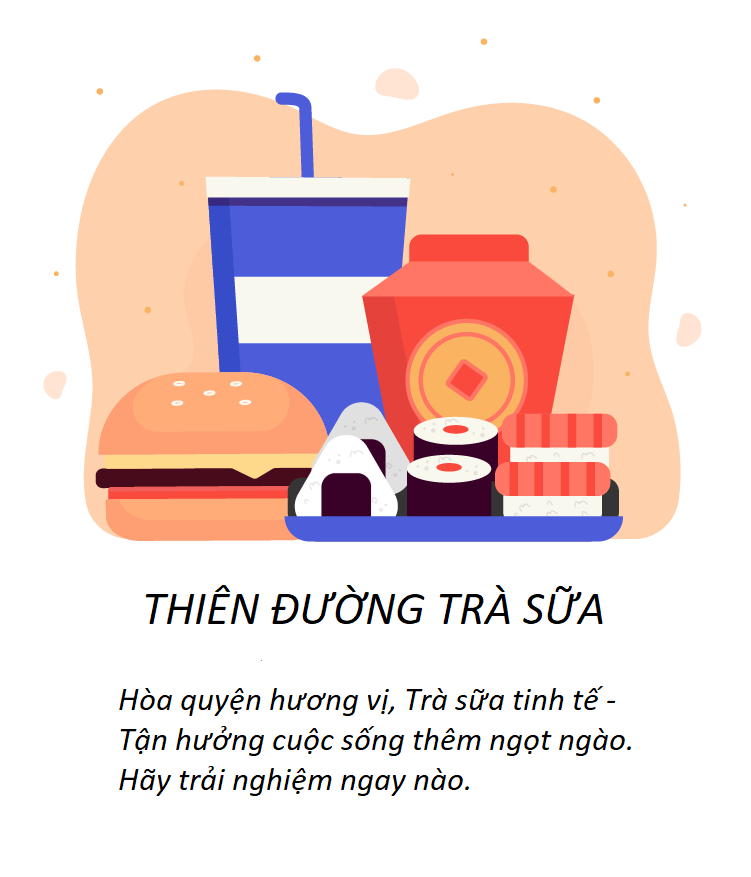 THIÊN ĐƯỜNG TRÀ SỮA
Hòa quyện hương vị, Trà sữa tinh tế -
Tận hưởng cuộc sống thêm ngọt ngào.
Hãy trải nghiệm ngay nào.